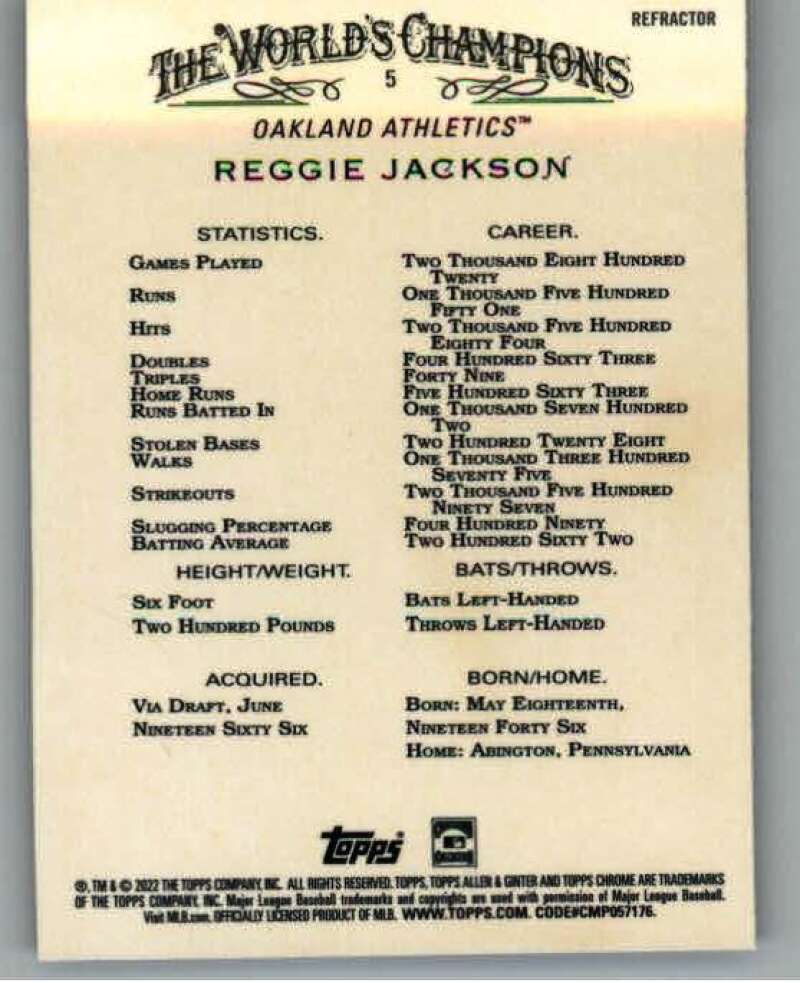 REFRACTOR
THE WORLD'S CHAMPIONS
5
OAKLAND ATHLETICS™
REGGIE JACKSON
STATISTICS. CAREER.
GAMES PLAYED TWO THOUSAND EIGHT HUNDRED
TWENTY
RUNS ONE THOUSAND FIVE HUNDRED
FIFTY ONE
HITS TWO THOUSAND FIVE HUNDRED
EIGHTY FOUR
DOUBLES FOUR HUNDRED SIXTY THREE
TRIPLES FORTY NINE
HOME RUNS FIVE HUNDRED SIXTY THREE
RUNS BATTED IN ONE THOUSAND SEVEN HUNDRED
TWO
STOLEN BASES TWO HUNDRED TWENTY EIGHT
WALKS ONE THOUSAND THREE HUNDRED
SEVENTY FIVE
STRIKEOUTS TWO THOUSAND FIVE HUNDRED
NINETY SEVEN
SLUGGING PERCENTAGE FOUR HUNDRED NINETY
BATTING AVERAGE TWO HUNDRED SIXTY TWO
HEIGHT/WEIGHT. BATS/THROWS.
SIX FOOT BATS LEFT-HANDED
TWO HUNDRED POUNDS THROWS LEFT-HANDED
ACQUIRED. BORN/HOME.
VIA DRAFT, JUNE BORN: MAY EIGHTEENTH,
NINETEEN SIXTY SIX NINETEEN FORTY SIX
HOME: ABINGTON, PENNSYLVANIA
Topps®
®, TM & © 2022 THE TOPPS COMPANY, INC. ALL RIGHTS RESERVED. TOPPS, TOPPS ALLEN & GINTER AND TOPPS CHROME ARE TRADEMARKS
OF THE TOPPS COMPANY, INC. Major League Baseball trademarks and copyrights are used with permission of Major League Baseball.
Visit MLB.com. OFFICIALLY LICENSED PRODUCT OF MLB. WWW.TOPPS.COM. CODE#CMP057176.